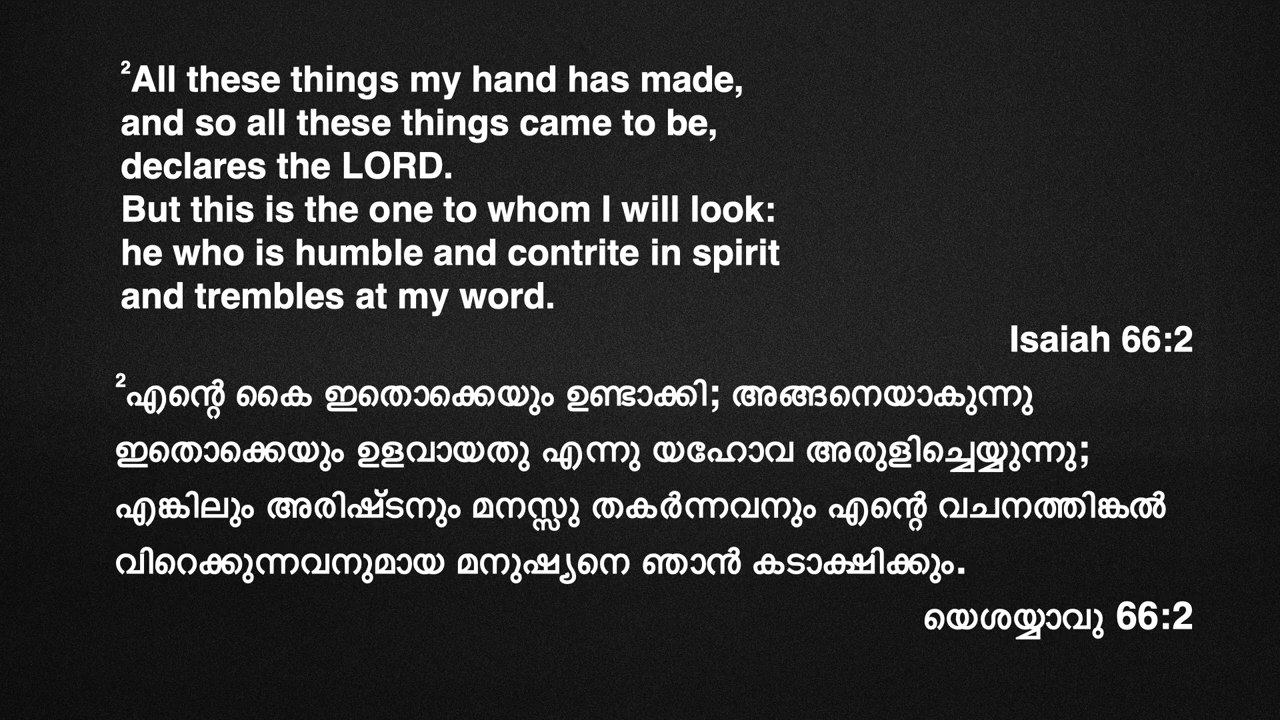 ²All these things my hand has made,
and so all these things came to be,
declares the LORD.
But this is the one to whom I will look:
he who is humble and contrite in spirit
and trembles at my word.
Isaiah 66:2
²എന്റെ കൈ ഇതൊക്കെയും ഉണ്ടാക്കി; അങ്ങനെയാകുന്നു
ഇതൊക്കെയും ഉളവായതു എന്നു യഹോവ അരുളിച്ചെയ്യുന്നു;
എങ്കിലും അരിഷ്ടനും മനസ്സു തകർന്നവനും എന്റെ വചനത്തിങ്കൽ
വിറെക്കുന്നവനുമായ മനുഷ്യനെ ഞാൻ കടാക്ഷിക്കും.
യെശയ്യാവു 66:2